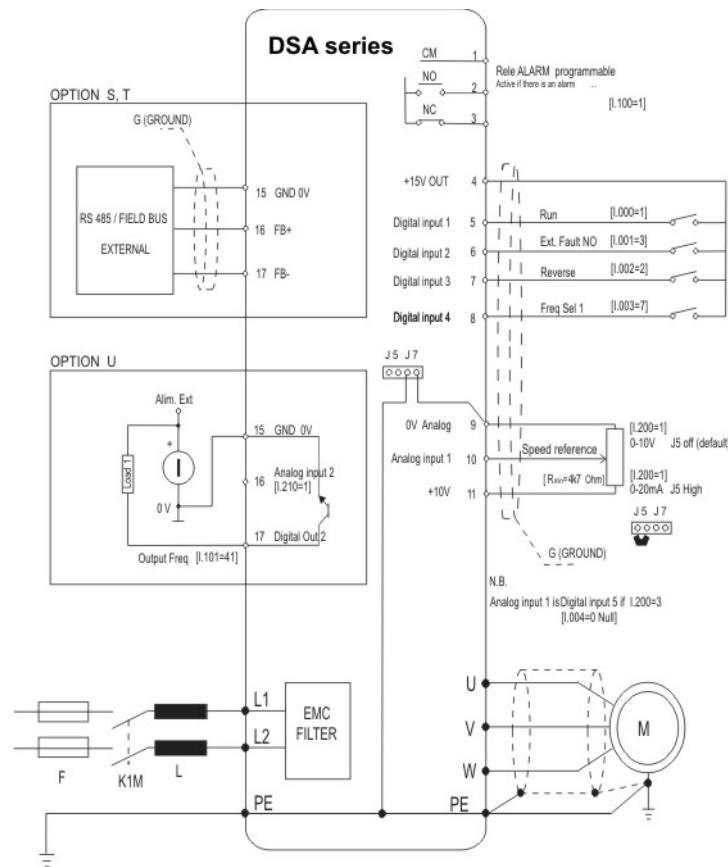 DSA series
CM 1
NO 2
NC 3
Rele ALARM programmable
Active if there is an alarm ...
[I.100=1]
OPTION S, T
G (GROUND)
RS 485 / FIELD BUS
EXTERNAL
15 GND 0V
16 FB+
17 FB-
+15V OUT 4
Digital input 1 5 Run [I.000=1]
Digital input 2 6 Ext. Fault NO [I.001=3]
Digital input 3 7 Reverse [I.002=2]
Digital input 4 8 Freq Sel 1 [I.003=7]
OPTION U
Alim. Ext
+
I
Load 1
0 V
15 GND 0V
16 Analog input 2
[I.210=1]
17 Digital Out 2
Output Freq [I.101=41]
J5 J7
0V Analog 9
Analog input 1 10 Speed reference
+10V 11 [Rmin=4k7 Ohm]
[I.200=1]
0-10V J5 off (default)
[I.200=1]
0-20mA J5 High
J5 J7
G (GROUND)
N.B.
Analog input 1 isDigital input 5 if I.200=3
[I.004=0 Null]
F
K1M
L
L1
L2
EMC
FILTER
PE
U
V
W
PE
M